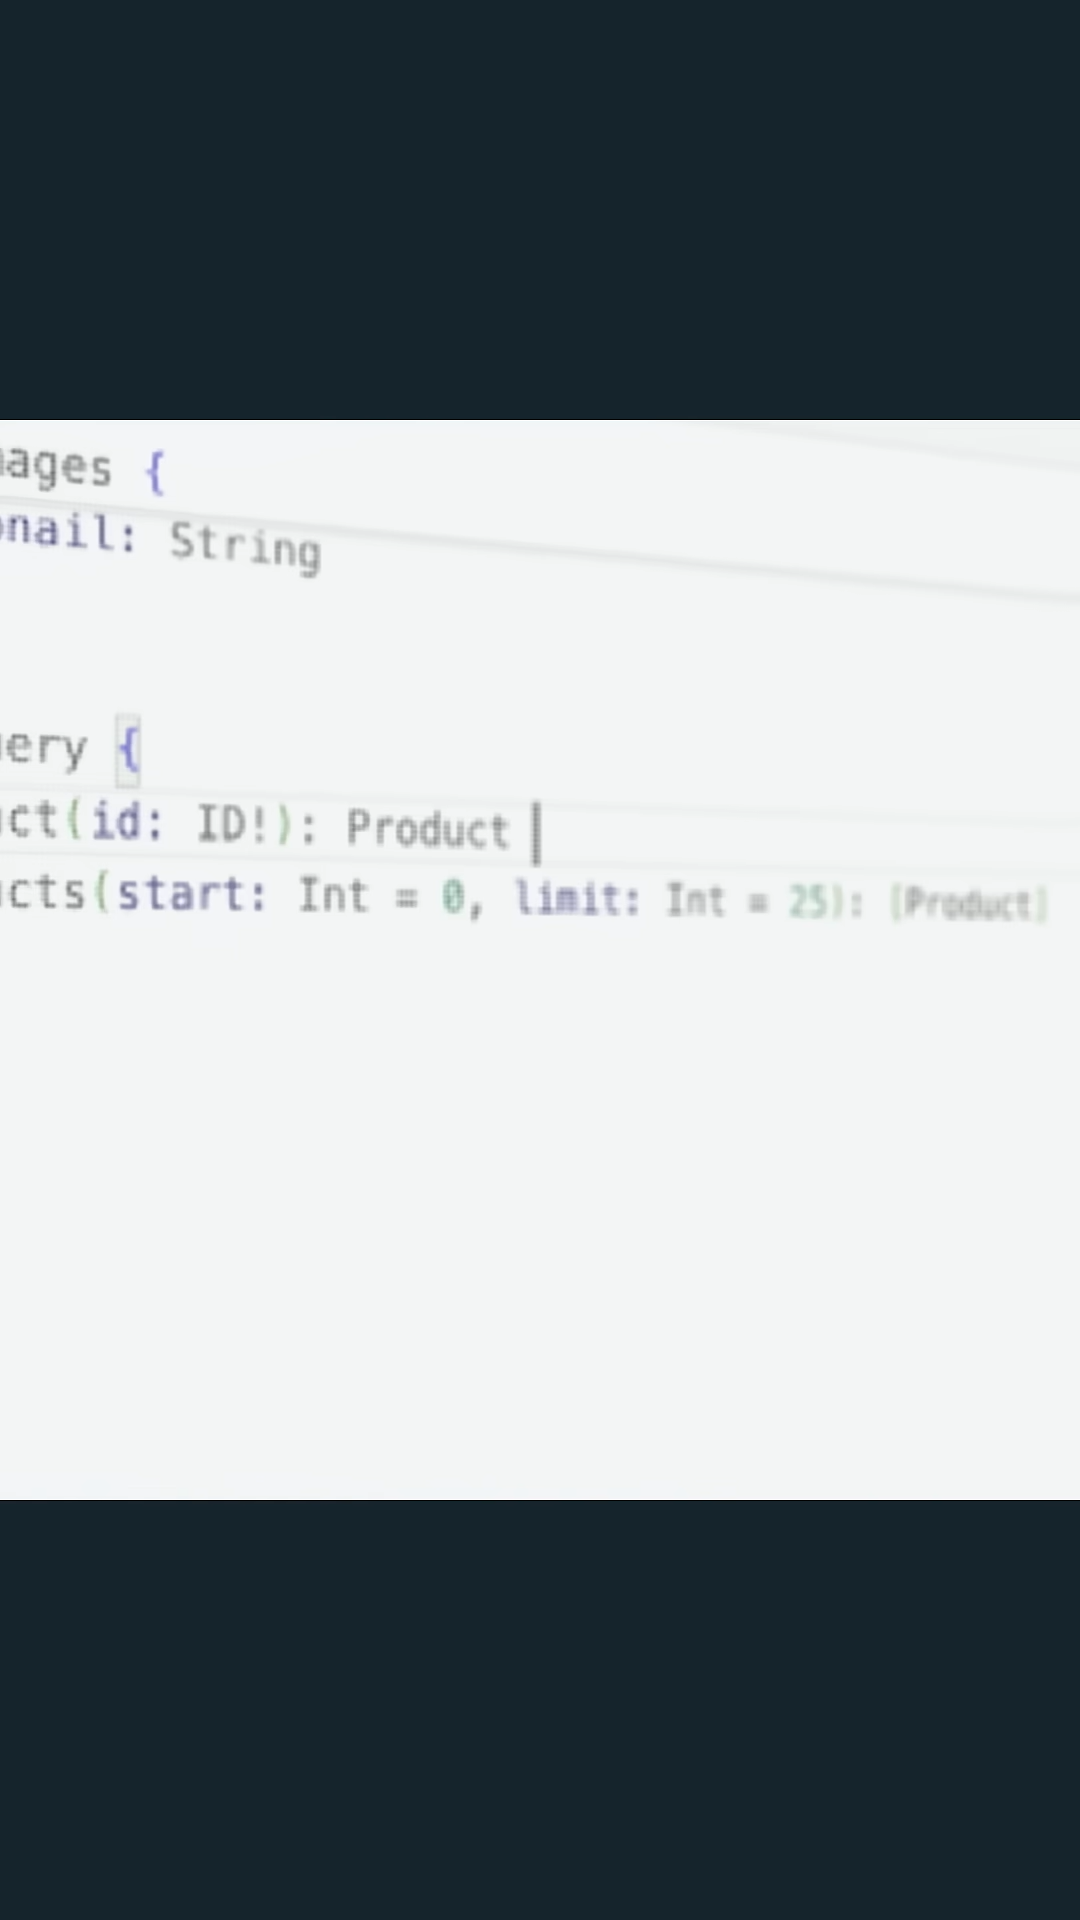 ages {
nail: String
ery {
ct(id: ID!): Product
cts(start: Int = 0, limit: Int = 25): [Product]